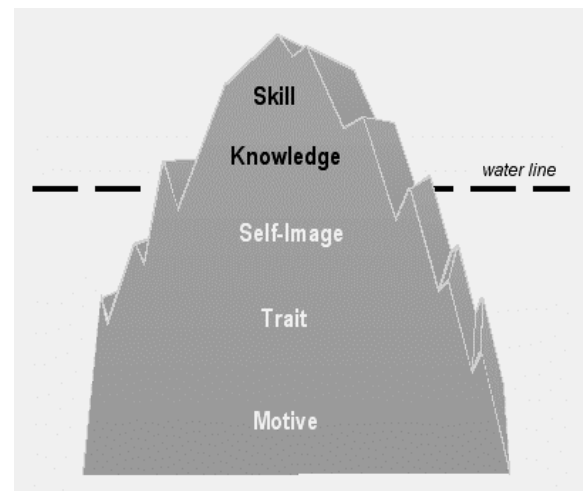 Skill
Knowledge
water line
Self-Image
Trait
Motive